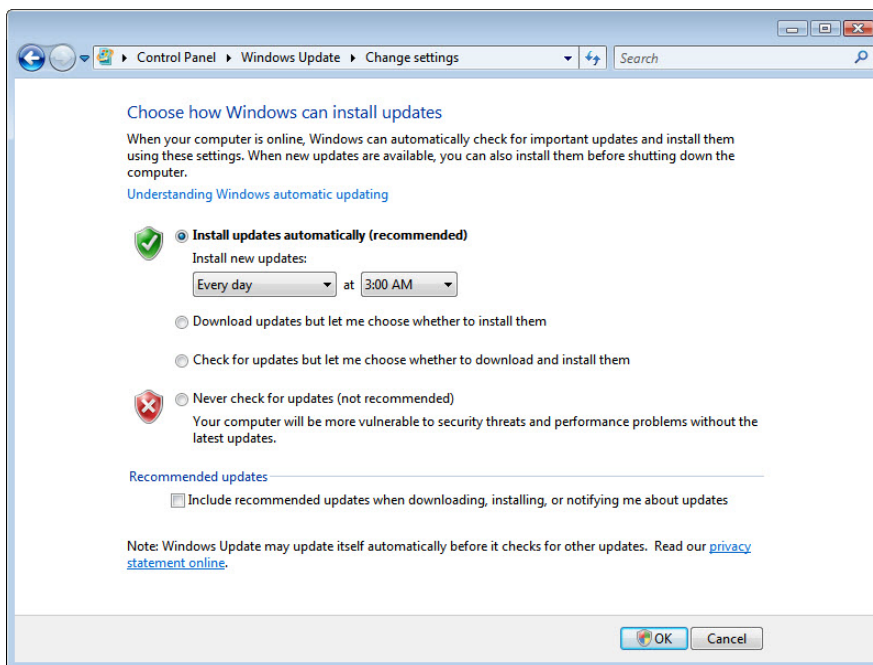 Control Panel Windows Update Change settings Search
Choose how Windows can install updates
When your computer is online, Windows can automatically check for important updates and install them
using these settings. When new updates are available, you can also install them before shutting down the
computer.
Understanding Windows automatic updating
Install updates automatically (recommended)
Install new updates:
Every day at 3:00 AM
Download updates but let me choose whether to install them
Check for updates but let me choose whether to download and install them
Never check for updates (not recommended)
Your computer will be more vulnerable to security threats and performance problems without the
latest updates.
Recommended updates
Include recommended updates when downloading, installing, or notifying me about updates
Note: Windows Update may update itself automatically before it checks for other updates. Read our privacy
statement online.
OK Cancel